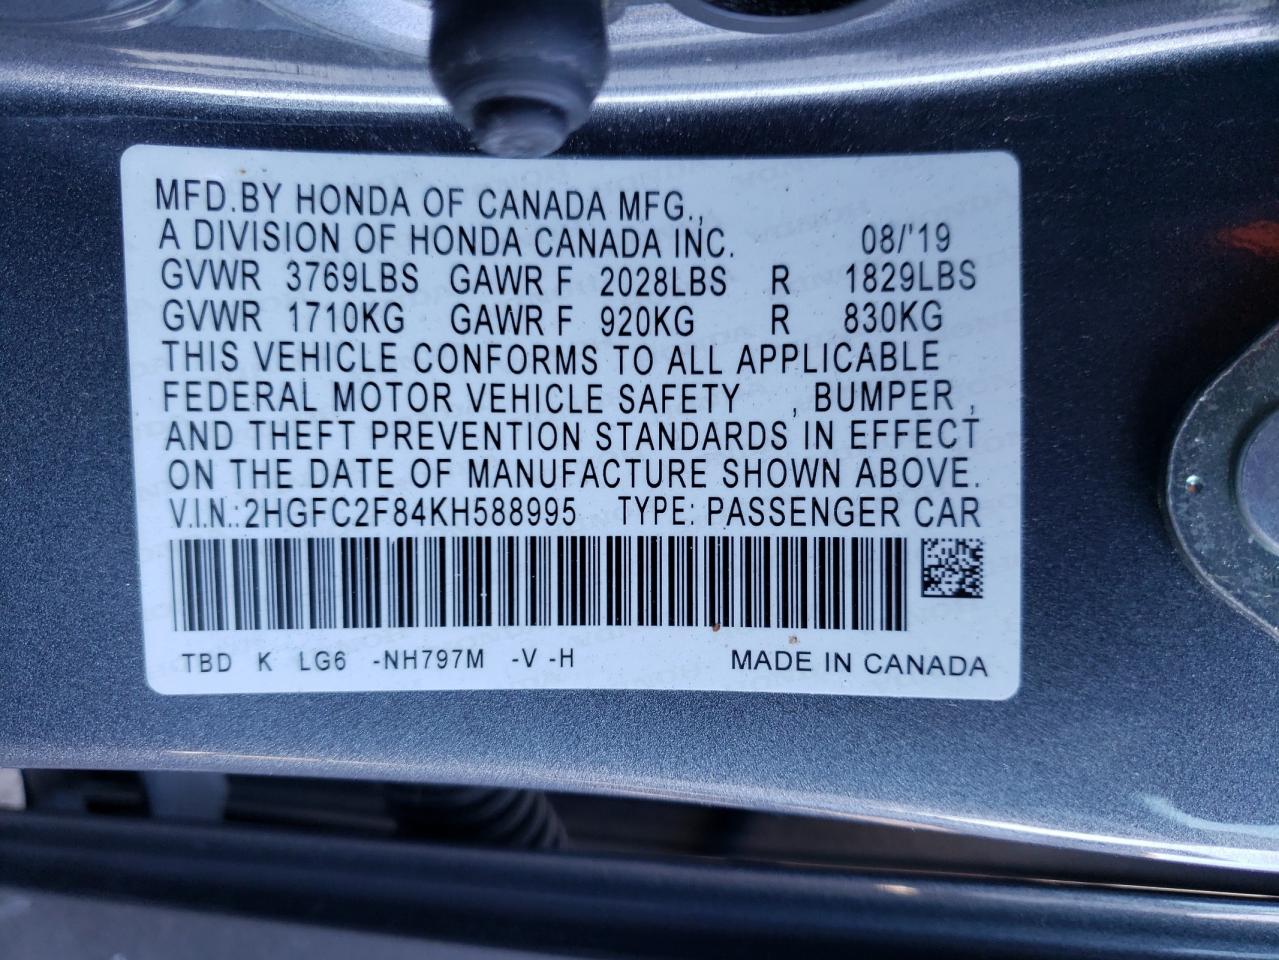 MFD.BY HONDA OF CANADA MFG.,
A DIVISION OF HONDA CANADA INC. 08/'19
GVWR 3769LBS GAWR F 2028LBS R 1829LBS
GVWR 1710KG GAWR F 920KG R 830KG
THIS VEHICLE CONFORMS TO ALL APPLICABLE
FEDERAL MOTOR VEHICLE SAFETY , BUMPER ,
AND THEFT PREVENTION STANDARDS IN EFFECT
ON THE DATE OF MANUFACTURE SHOWN ABOVE.
V.I.N.: 2HGFC2F84KH588995 TYPE: PASSENGER CAR
TBD K LG6 -NH797M -V -H MADE IN CANADA